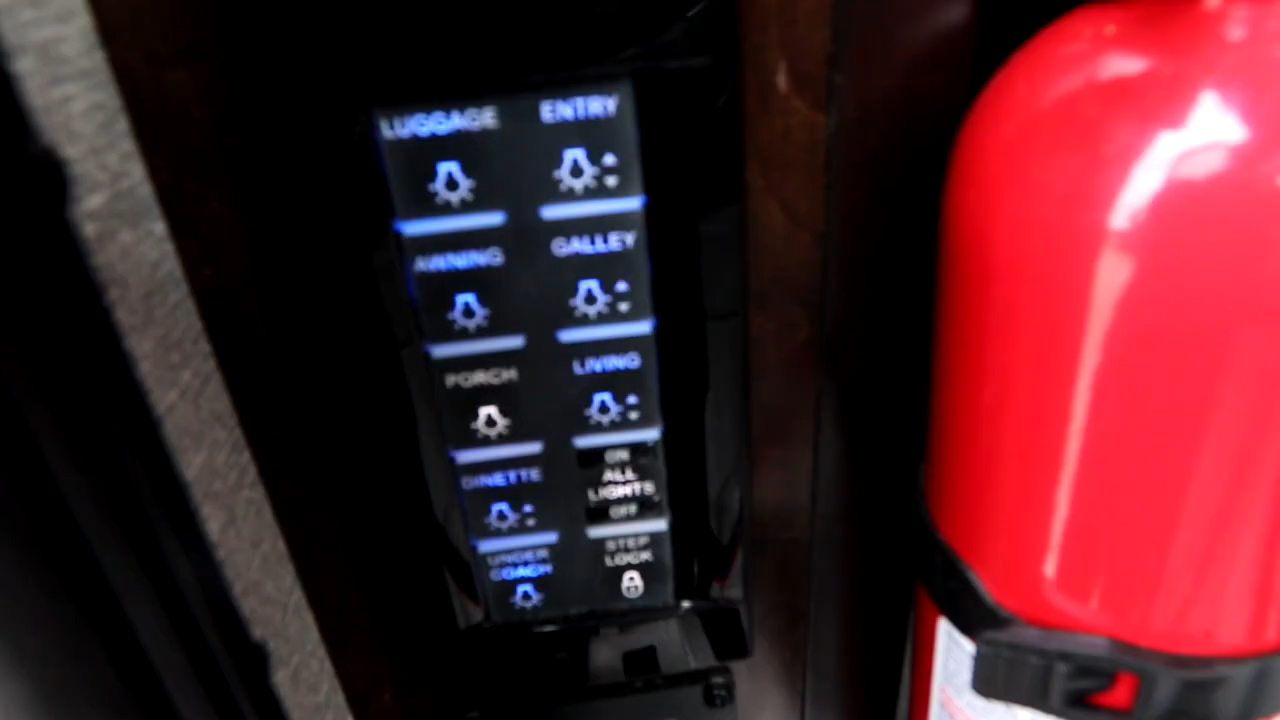 LUGGAGE
ENTRY
AWNING
GALLEY
PORCH
LIVING
DINETTE
ON
ALL
LIGHTS
OFF
UNDER
COACH
STEP
LOCK